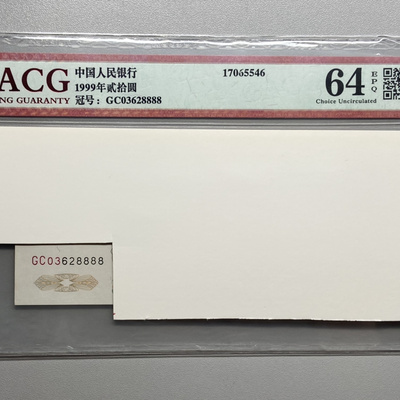 ACG
NG GUARANTY
中国人民银行
1999年贰拾圆
冠号：GC03628888
17065546
64
EPQ
Choice Uncirculated
GC03628888